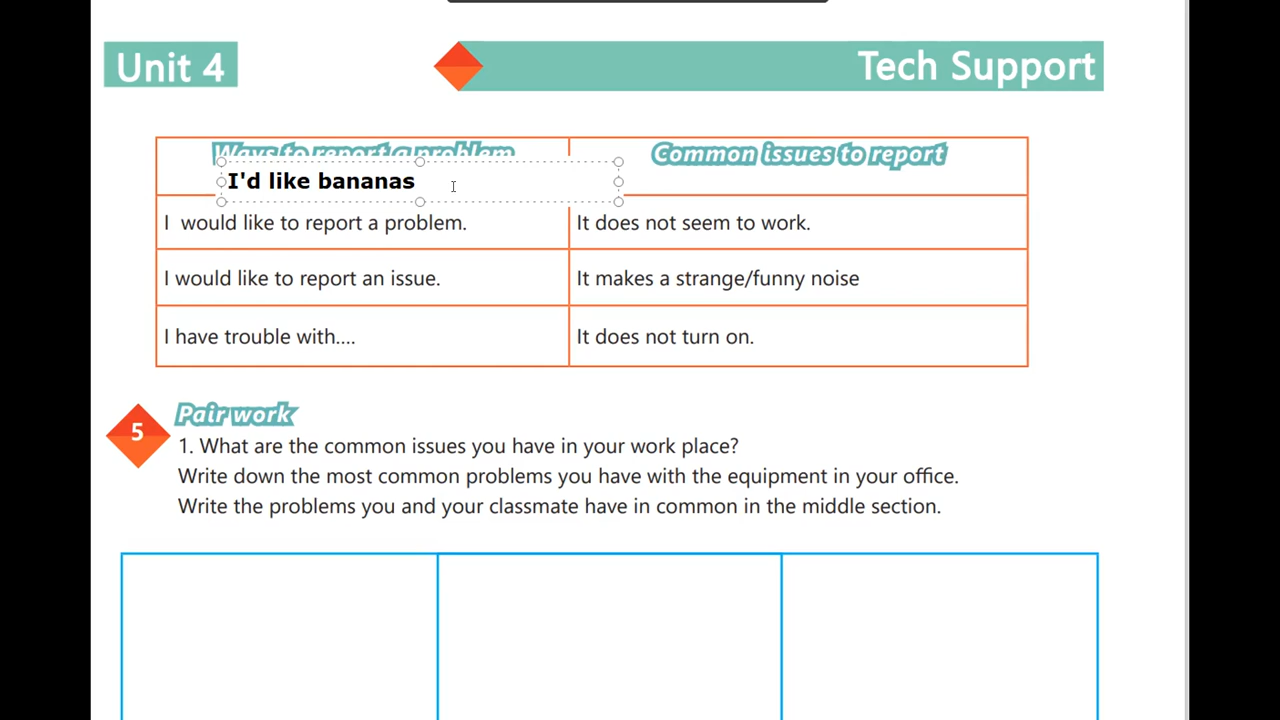 Unit 4
Tech Support
Ways to report a problem
Common issues to report
I'd like bananas
I would like to report a problem.
It does not seem to work.
I would like to report an issue.
It makes a strange/funny noise
I have trouble with....
It does not turn on.
5
Pair work
1. What are the common issues you have in your work place?
Write down the most common problems you have with the equipment in your office.
Write the problems you and your classmate have in common in the middle section.